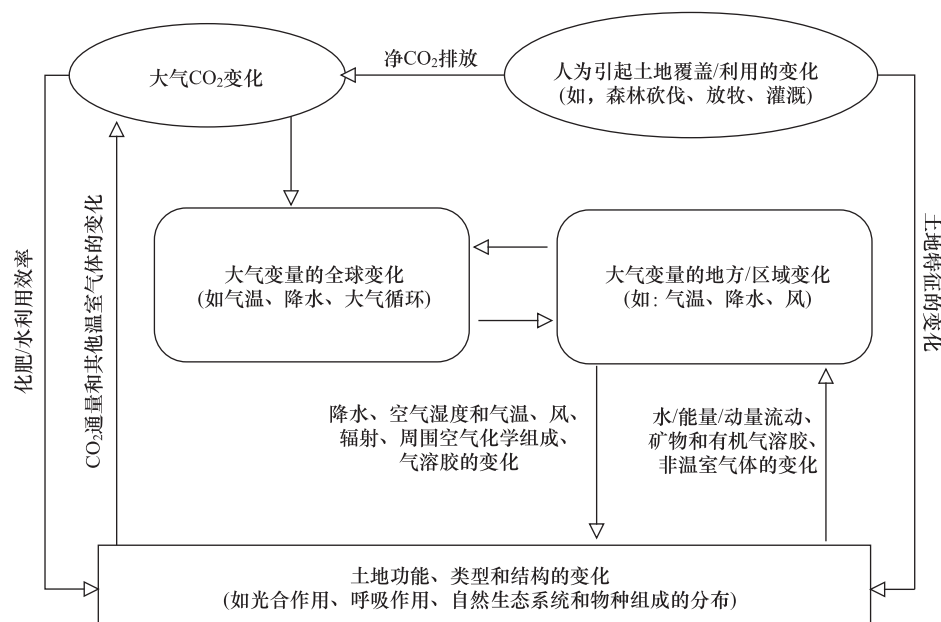 净CO₂排放
大气CO₂变化
人为引起土地覆盖/利用的变化
(如，森林砍伐、放牧、灌溉)
化肥/水利用效率
CO₂通量和其他温室气体的变化
大气变量的全球变化
(如气温、降水、大气循环)
大气变量的地方/区域变化
(如: 气温、降水、风)
土地特征的变化
降水、空气湿度和气温、风、
辐射、周围空气化学组成、
气溶胶的变化
水/能量/动量流动、
矿物和有机气溶胶、
非温室气体的变化
土地功能、类型和结构的变化
(如光合作用、呼吸作用、自然生态系统和物种组成的分布)